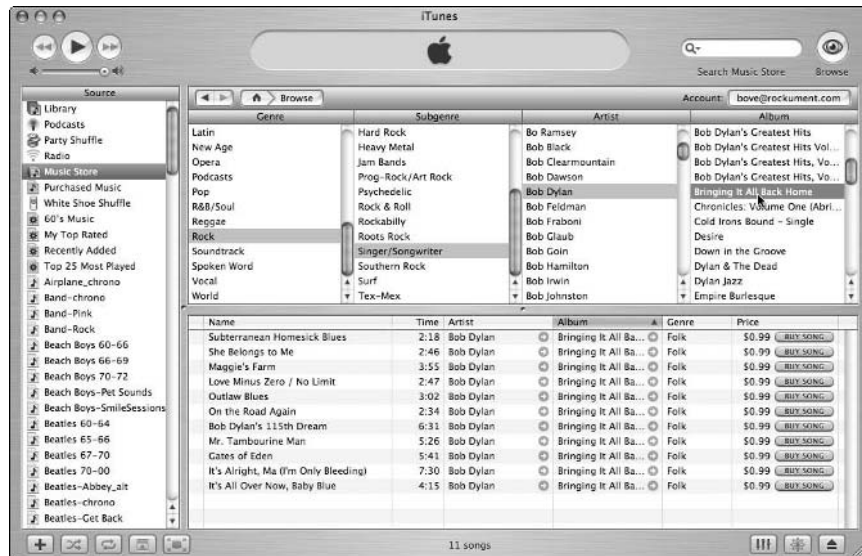 iTunes
Search Music Store
Browse
Source
Library
Podcasts
Party Shuffle
Radio
Music Store
Purchased Music
White Shoe Shuffle
60's Music
My Top Rated
Recently Added
Top 25 Most Played
Airplane_chrono
Band-chrono
Band-Pink
Band-Rock
Beach Boys 60-66
Beach Boys 66-69
Beach Boys 70-72
Beach Boys-Pet Sounds
Beach Boys-SmileSessions
Beatles 60-64
Beatles 65-66
Beatles 67-70
Beatles 70-00
Beatles-Abbey_alt
Beatles-chrono
Beatles-Get Back
Browse
Account: bove@rockument.com
Genre
Latin
New Age
Opera
Podcasts
Pop
R&B/Soul
Reggae
Rock
Soundtrack
Spoken Word
Vocal
World
Subgenre
Hard Rock
Heavy Metal
Jam Bands
Prog-Rock/Art Rock
Psychedelic
Rock & Roll
Rockabilly
Roots Rock
Singer/Songwriter
Southern Rock
Surf
Tex-Mex
Artist
Bo Ramsey
Bob Black
Bob Clearmountain
Bob Dawson
Bob Dylan
Bob Feldman
Bob Fraboni
Bob Glaub
Bob Goin
Bob Hamilton
Bob Irwin
Bob Johnston
Album
Bob Dylan's Greatest Hits
Bob Dylan's Greatest Hits Vol...
Bob Dylan's Greatest Hits, Vo...
Bob Dylan's Greatest Hits, Vo...
Bringing It All Back Home
Chronicles: Volume One (Abri...
Cold Irons Bound - Single
Desire
Down in the Groove
Dylan & The Dead
Dylan Jazz
Empire Burlesque
Name Time Artist Album Genre Price
Subterranean Homesick Blues 2:18 Bob Dylan Bringing It All Ba... Folk $0.99 BUY SONG
She Belongs to Me 2:46 Bob Dylan Bringing It All Ba... Folk $0.99 BUY SONG
Maggie's Farm 3:55 Bob Dylan Bringing It All Ba... Folk $0.99 BUY SONG
Love Minus Zero / No Limit 2:47 Bob Dylan Bringing It All Ba... Folk $0.99 BUY SONG
Outlaw Blues 3:02 Bob Dylan Bringing It All Ba... Folk $0.99 BUY SONG
On the Road Again 2:34 Bob Dylan Bringing It All Ba... Folk $0.99 BUY SONG
Bob Dylan's 115th Dream 6:31 Bob Dylan Bringing It All Ba... Folk $0.99 BUY SONG
Mr. Tambourine Man 5:26 Bob Dylan Bringing It All Ba... Folk $0.99 BUY SONG
Gates of Eden 5:41 Bob Dylan Bringing It All Ba... Folk $0.99 BUY SONG
It's Alright, Ma (I'm Only Bleeding) 7:30 Bob Dylan Bringing It All Ba... Folk $0.99 BUY SONG
It's All Over Now, Baby Blue 4:15 Bob Dylan Bringing It All Ba... Folk $0.99 BUY SONG
11 songs